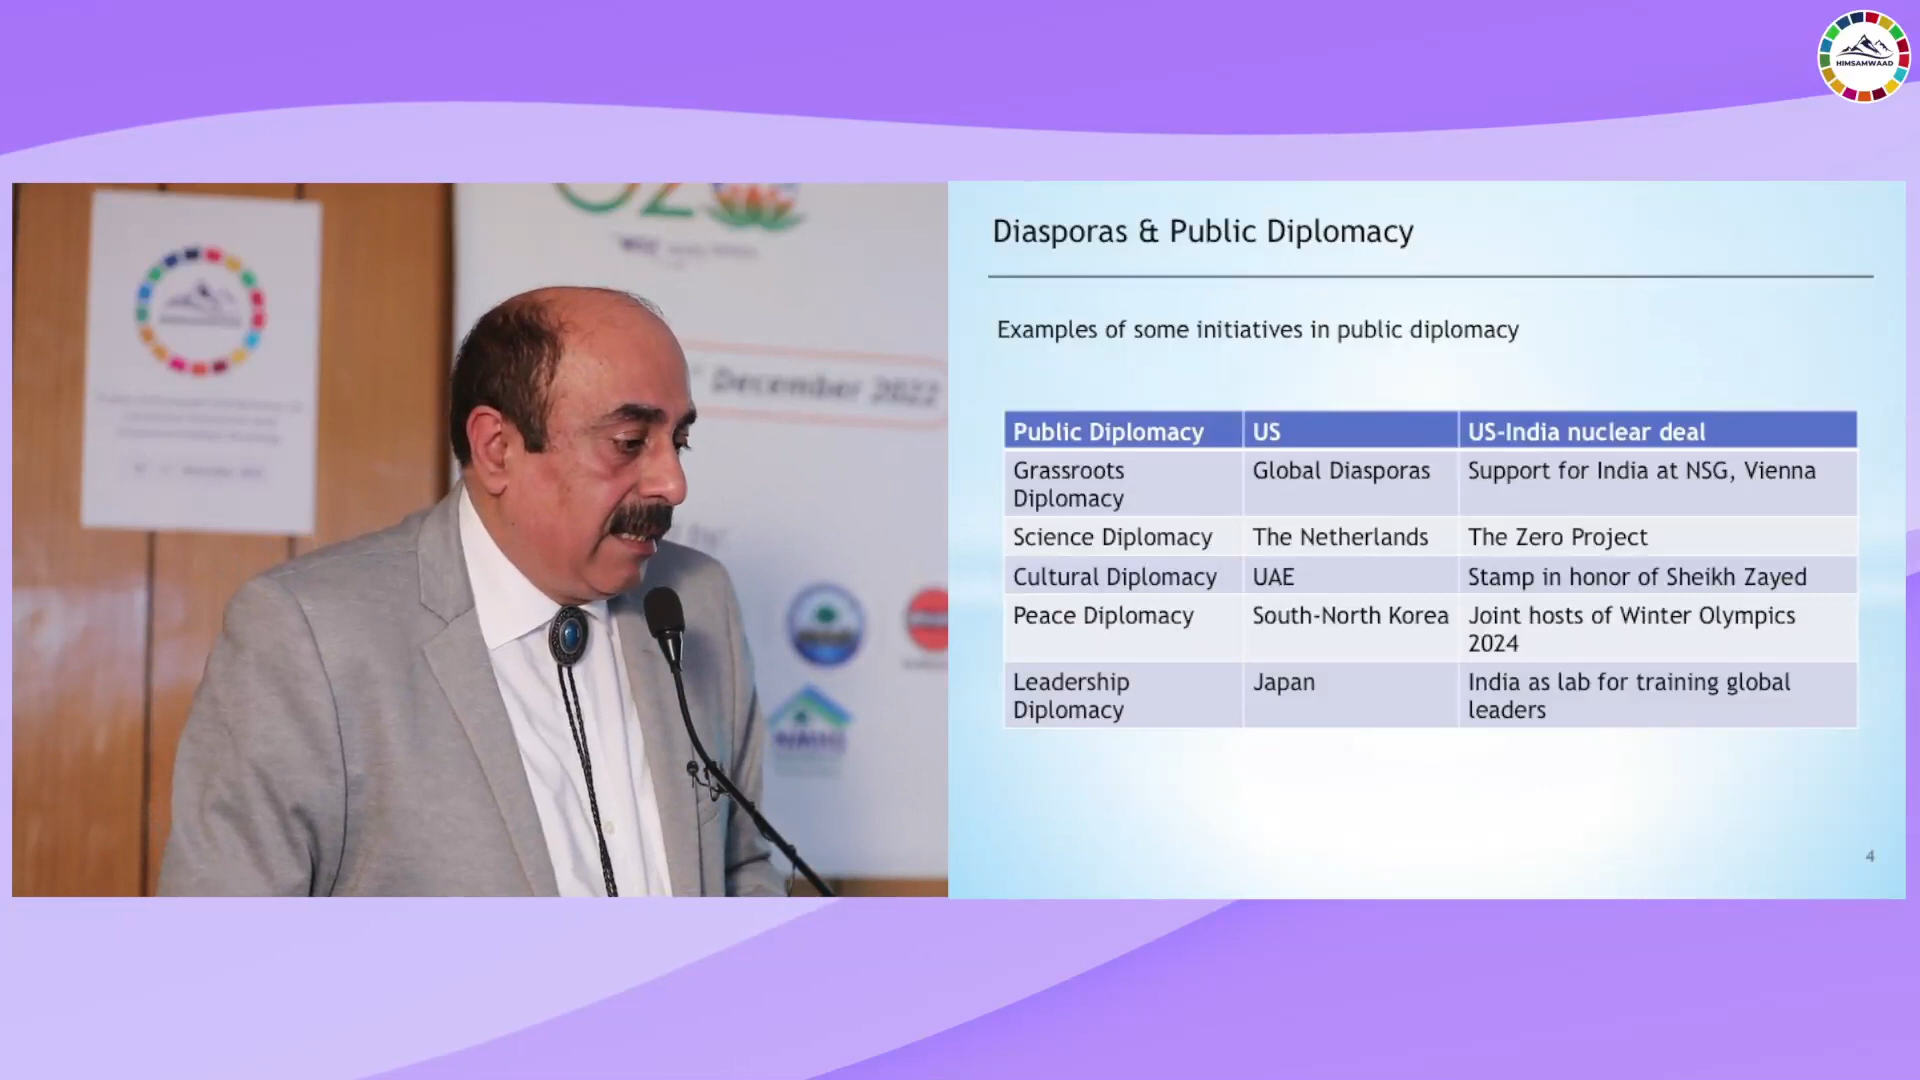 HIMSAMWAAD
December 2022
Diasporas & Public Diplomacy
Examples of some initiatives in public diplomacy
Public Diplomacy US US-India nuclear deal
Grassroots Diplomacy Global Diasporas Support for India at NSG, Vienna
Science Diplomacy The Netherlands The Zero Project
Cultural Diplomacy UAE Stamp in honor of Sheikh Zayed
Peace Diplomacy South-North Korea Joint hosts of Winter Olympics 2024
Leadership Diplomacy Japan India as lab for training global leaders
4